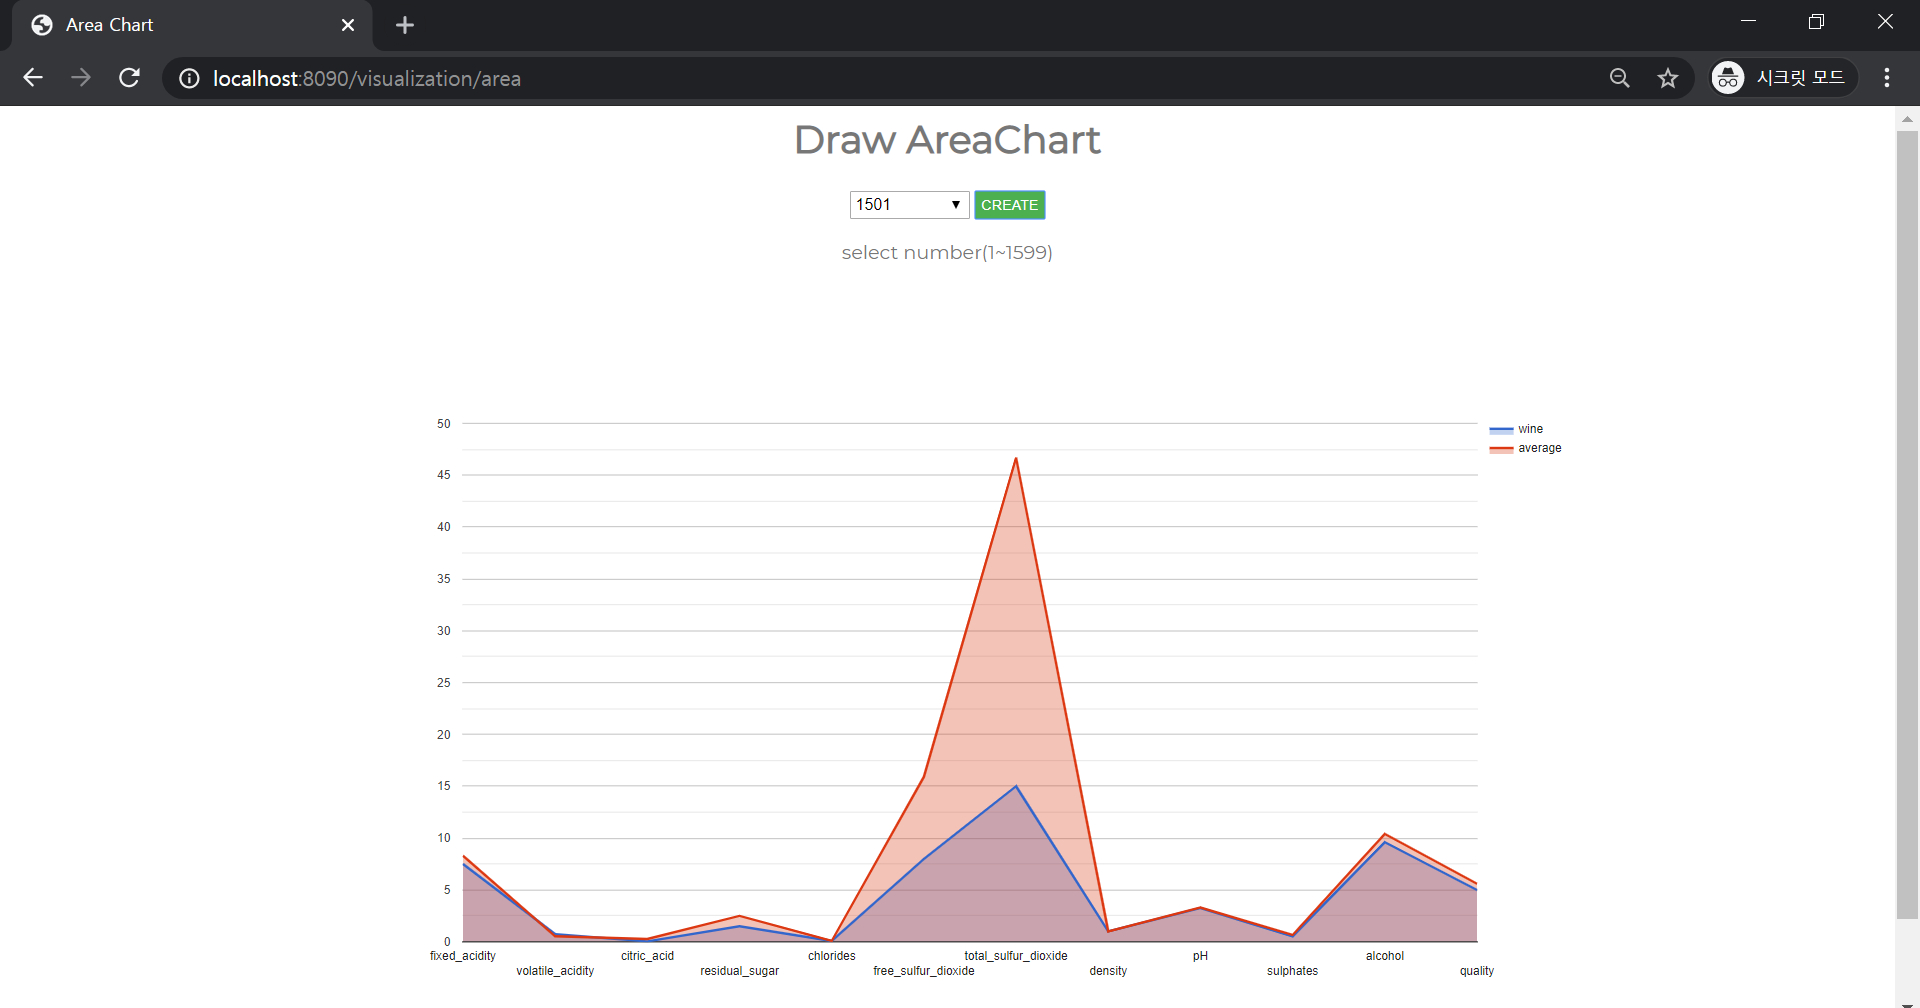 Area Chart
localhost:8090/visualization/area
시크릿 모드
Draw AreaChart
1501 CREATE
select number(1~1599)
50
45
40
35
30
25
20
15
10
5
0
wine
average
fixed_acidity
volatile_acidity
citric_acid
residual_sugar
chlorides
free_sulfur_dioxide
total_sulfur_dioxide
density
pH
sulphates
alcohol
quality